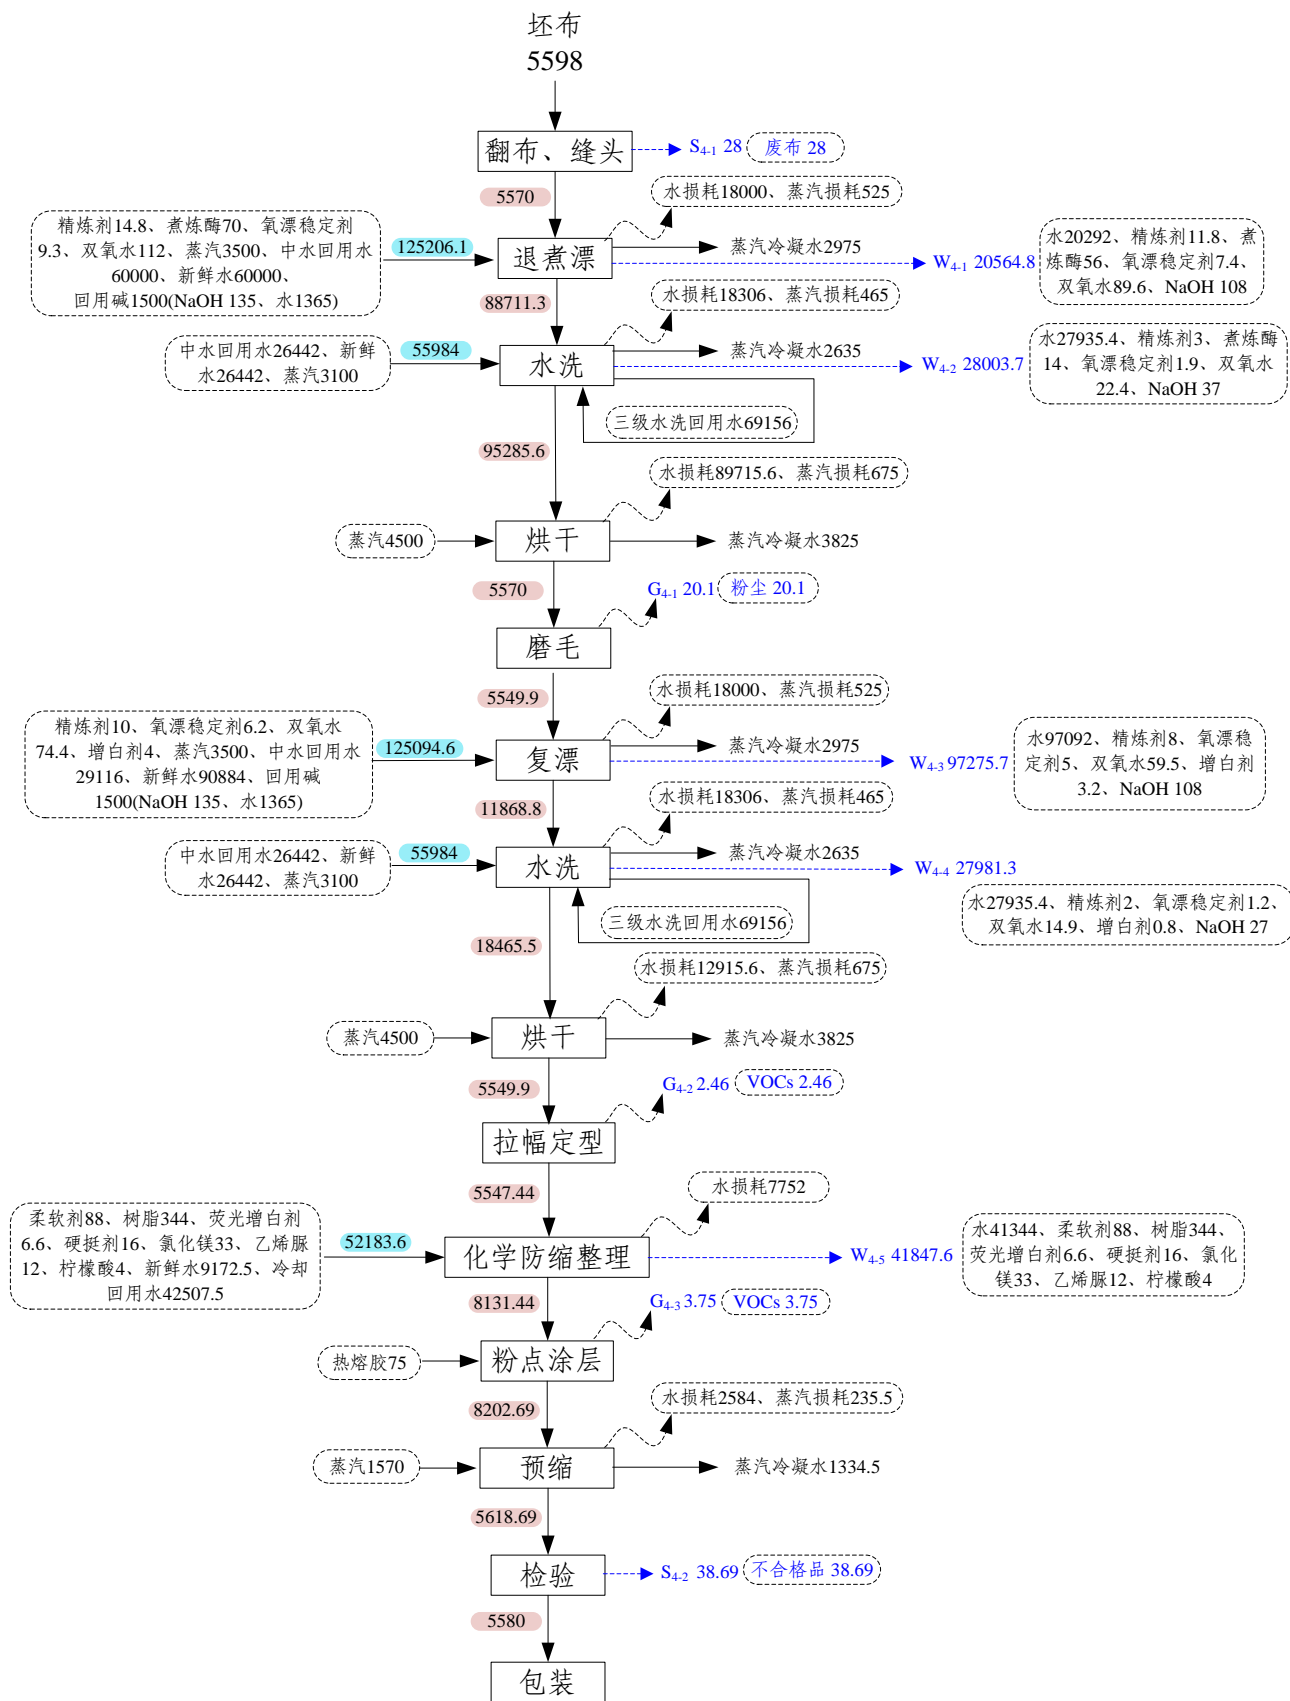 坯布
5598
翻布、缝头
S4-1 28
废布 28
5570
水损耗18000、蒸汽损耗525
精炼剂14.8、煮炼酶70、氧漂稳定剂
9.3、双氧水112、蒸汽3500、中水回用水
60000、新鲜水60000、
回用碱1500(NaOH 135、水1365)
125206.1
退煮漂
蒸汽冷凝水2975
W4-1 20564.8
水20292、精炼剂11.8、煮
炼酶56、氧漂稳定剂7.4、
双氧水89.6、NaOH 108
88711.3
水损耗18306、蒸汽损耗465
中水回用水26442、新鲜
水26442、蒸汽3100
55984
水洗
蒸汽冷凝水2635
W4-2 28003.7
水27935.4、精炼剂3、煮炼酶
14、氧漂稳定剂1.9、双氧水
22.4、NaOH 37
三级水洗回用水69156
95285.6
水损耗89715.6、蒸汽损耗675
蒸汽4500
烘干
蒸汽冷凝水3825
5570
G4-1 20.1
粉尘 20.1
磨毛
5549.9
水损耗18000、蒸汽损耗525
精炼剂10、氧漂稳定剂6.2、双氧水
74.4、增白剂4、蒸汽3500、中水回用水
29116、新鲜水90884、回用碱
1500(NaOH 135、水1365)
125094.6
复漂
蒸汽冷凝水2975
W4-3 97275.7
水97092、精炼剂8、氧漂稳
定剂5、双氧水59.5、增白剂
3.2、NaOH 108
11868.8
水损耗18306、蒸汽损耗465
中水回用水26442、新鲜
水26442、蒸汽3100
55984
水洗
蒸汽冷凝水2635
W4-4 27981.3
水27935.4、精炼剂2、氧漂稳定剂1.2、
双氧水14.9、增白剂0.8、NaOH 27
三级水洗回用水69156
18465.5
水损耗12915.6、蒸汽损耗675
蒸汽4500
烘干
蒸汽冷凝水3825
5549.9
G4-2 2.46
VOCs 2.46
拉幅定型
5547.44
水损耗7752
柔软剂88、树脂344、荧光增白剂
6.6、硬挺剂16、氯化镁33、乙烯脲
12、柠檬酸4、新鲜水9172.5、冷却
回用水42507.5
52183.6
化学防缩整理
W4-5 41847.6
水41344、柔软剂88、树脂344、
荧光增白剂6.6、硬挺剂16、氯化
镁33、乙烯脲12、柠檬酸4
8131.44
G4-3 3.75
VOCs 3.75
热熔胶75
粉点涂层
8202.69
水损耗2584、蒸汽损耗235.5
蒸汽1570
预缩
蒸汽冷凝水1334.5
5618.69
检验
S4-2 38.69
不合格品 38.69
5580
包装